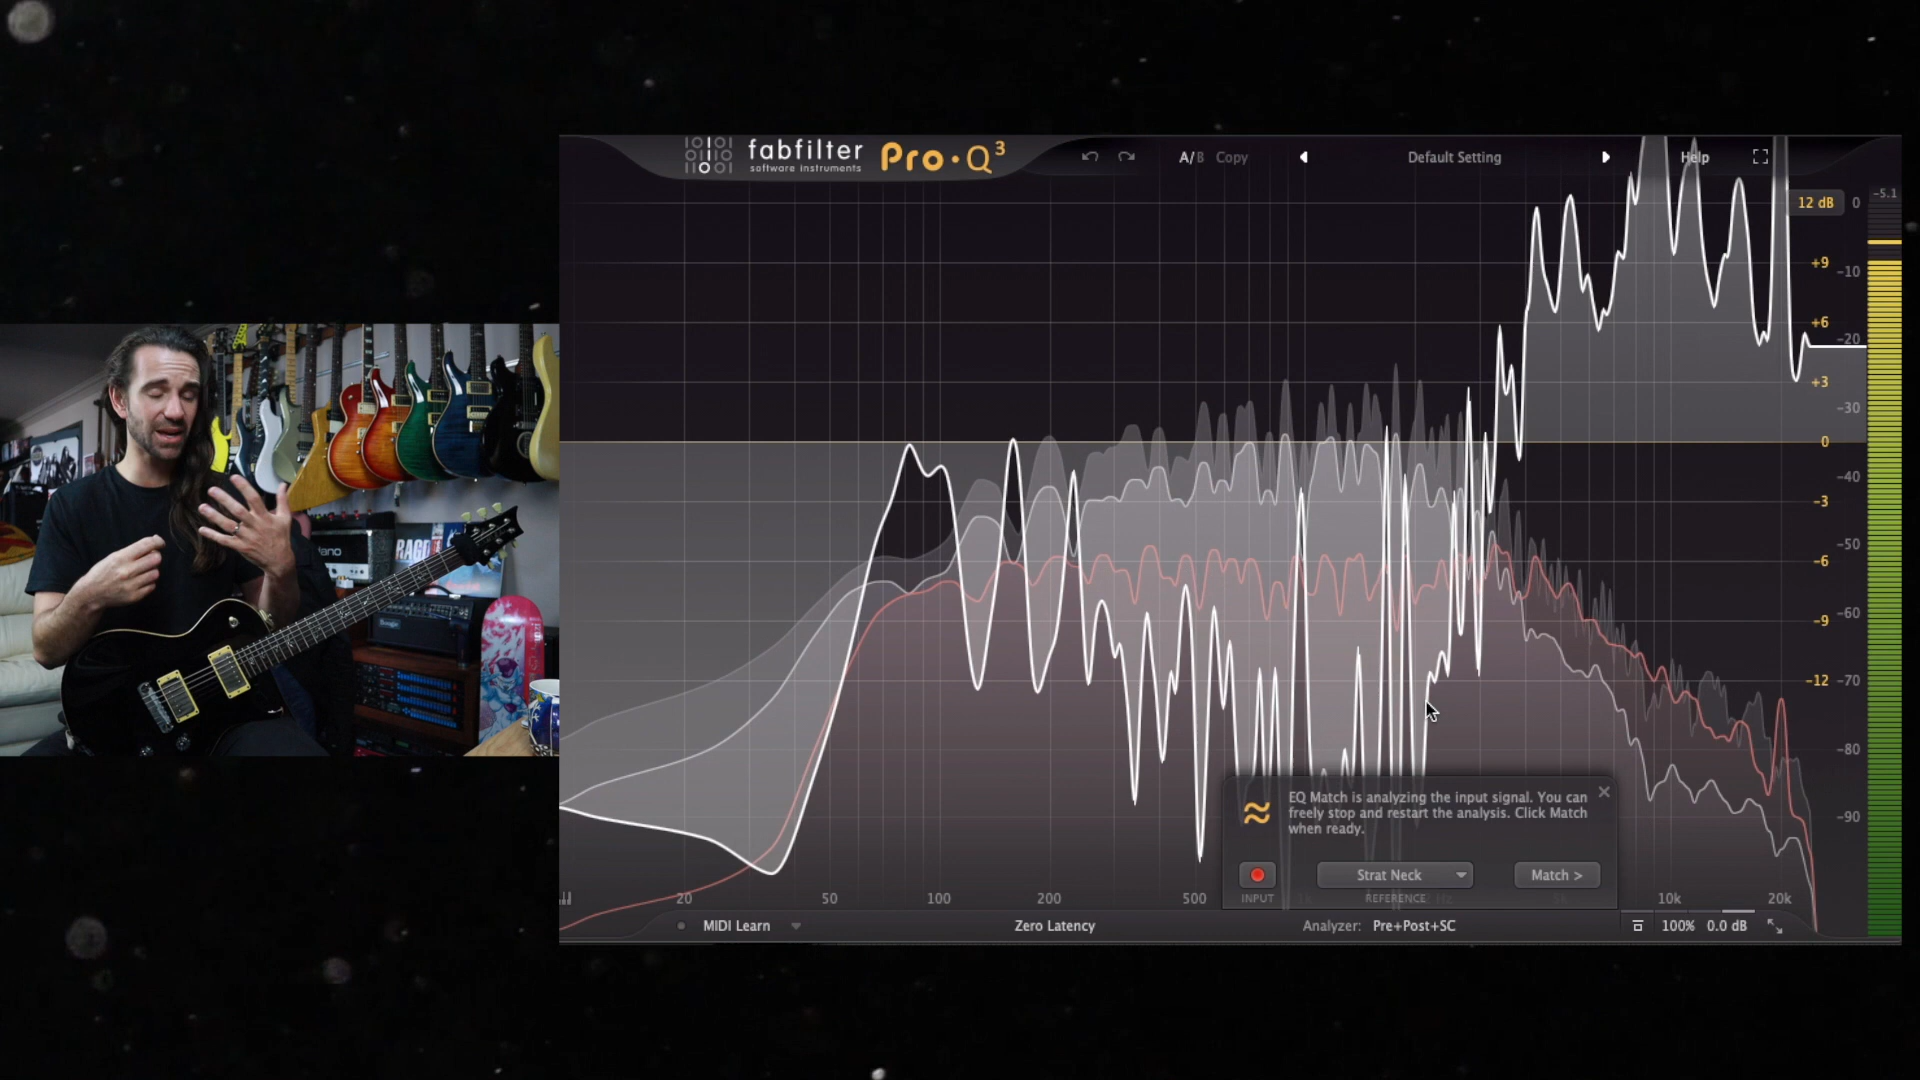 fabfilter
software instruments
Pro·Q3
A/B Copy
Default Setting
Help
12 dB 0 -5.1
+9 -10
+6 -20
+3 -30
0 -40
-3 -50
-6 -60
-9
-12 -70
-80
-90
EQ Match is analyzing the input signal. You can
freely stop and restart the analysis. Click Match
when ready.
Strat Neck
Match >
INPUT
REFERENCE
20 50 100 200 500 10k 20k
MIDI Learn
Zero Latency
Analyzer: Pre+Post+SC
100% 0.0 dB